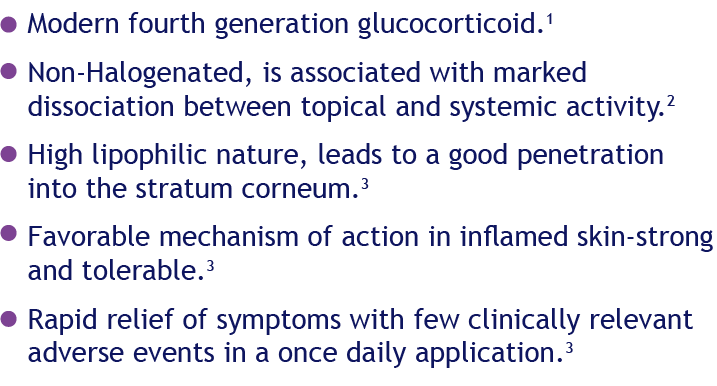 ● Modern fourth generation glucocorticoid.¹
● Non-Halogenated, is associated with marked
dissociation between topical and systemic activity.²
● High lipophilic nature, leads to a good penetration
into the stratum corneum.³
● Favorable mechanism of action in inflamed skin-strong
and tolerable.³
● Rapid relief of symptoms with few clinically relevant
adverse events in a once daily application.³